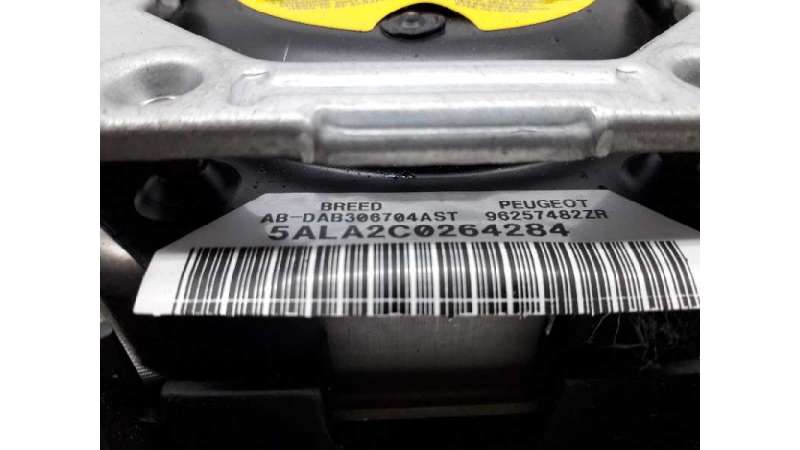 BREED PEUGEOT
AB-DAB306704AST 96257482ZR
5ALA2C0264284